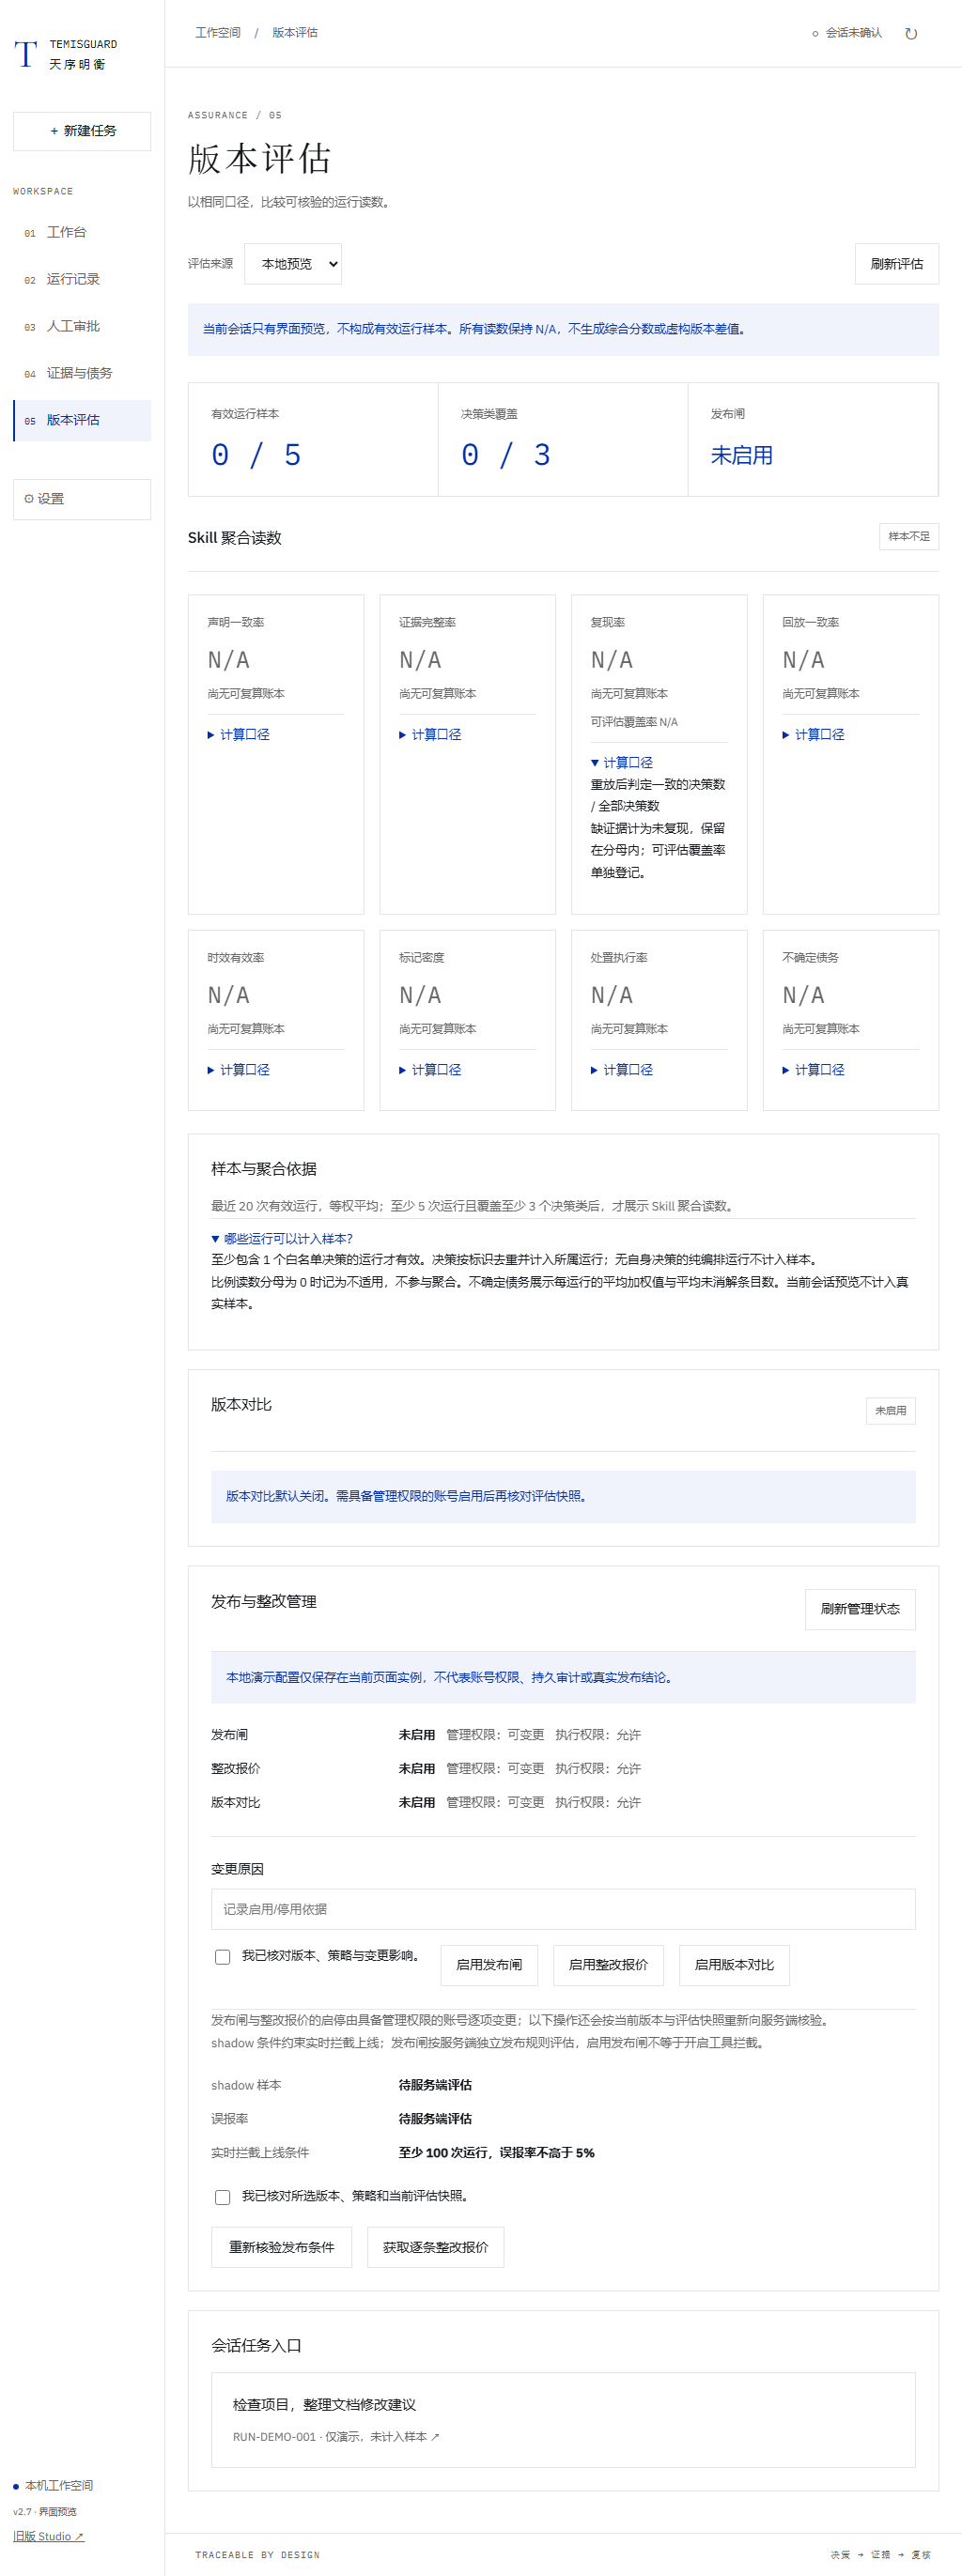 T
TEMISGUARD
天序明衡
+ 新建任务
WORKSPACE
01 工作台
02 运行记录
03 人工审批
04 证据与债务
05 版本评估
⚙ 设置
本机工作空间
v2.7 · 界面预览
旧版 Studio ↗
工作空间 / 版本评估
会话未确认 ↻
ASSURANCE / 05
版本评估
以相同口径，比较可核验的运行读数。
评估来源 本地预览 刷新评估
当前会话只有界面预览，不构成有效运行样本。所有读数保持 N/A，不生成综合分数或虚构版本差值。
有效运行样本 决策类覆盖 发布闸
0 / 5 0 / 3 未启用
Skill 聚合读数 样本不足
声明一致率
N/A
尚无可复算账本
▶ 计算口径
证据完整率
N/A
尚无可复算账本
▶ 计算口径
复现率
N/A
尚无可复算账本
可评估覆盖率 N/A
▼ 计算口径
重放后判定一致的决策数
/ 全部决策数
缺证据计为未复现，保留
在分母内；可评估覆盖率
单独登记。
回放一致率
N/A
尚无可复算账本
▶ 计算口径
时效有效率
N/A
尚无可复算账本
▶ 计算口径
标记密度
N/A
尚无可复算账本
▶ 计算口径
处置执行率
N/A
尚无可复算账本
▶ 计算口径
不确定债务
N/A
尚无可复算账本
▶ 计算口径
样本与聚合依据
最近 20 次有效运行，等权平均；至少 5 次运行且覆盖至少 3 个决策类后，才展示 Skill 聚合读数。
▼ 哪些运行可以计入样本？
至少包含 1 个白名单决策的运行才有效。决策按标识去重并计入所属运行；无自身决策的纯编排运行不计入样本。
比例读数分母为 0 时记为不适用，不参与聚合。不确定债务展示每运行的平均加权值与平均未消解条目数。当前会话预览不计入真
实样本。
版本对比 未启用
版本对比默认关闭。需具备管理权限的账号启用后再核对评估快照。
发布与整改管理 刷新管理状态
本地演示配置仅保存在当前页面实例，不代表账号权限、持久审计或真实发布结论。
发布闸 未启用 管理权限：可变更 执行权限：允许
整改报价 未启用 管理权限：可变更 执行权限：允许
版本对比 未启用 管理权限：可变更 执行权限：允许
变更原因
记录启用/停用依据
我已核对版本、策略与变更影响。 启用发布闸 启用整改报价 启用版本对比
发布闸与整改报价的启停由具备管理权限的账号逐项变更；以下操作还会按当前版本与评估快照重新向服务端核验。
shadow 条件约束实时拦截上线；发布闸按服务端独立发布规则评估，启用发布闸不等于开启工具拦截。
shadow 样本 待服务端评估
误报率 待服务端评估
实时拦截上线条件 至少 100 次运行，误报率不高于 5%
我已核对所选版本、策略和当前评估快照。
重新核验发布条件 获取逐条整改报价
会话任务入口
检查项目，整理文档修改建议
RUN-DEMO-001 · 仅演示，未计入样本 ↗
TRACEABLE BY DESIGN 决策 → 证据 → 复核